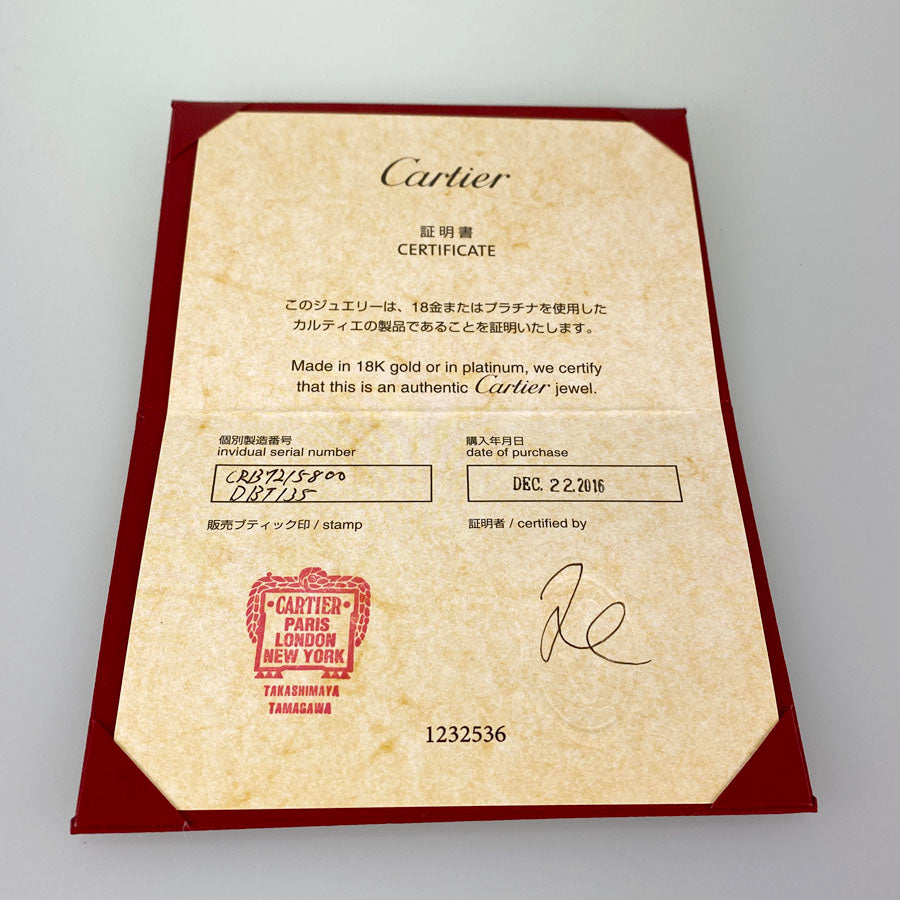 Cartier
証明書
CERTIFICATE
このジュエリーは、18金またはプラチナを使用した
カルティエの製品であることを証明いたします。
Made in 18K gold or in platinum, we certify
that this is an authentic Cartier jewel.
個別製造番号
invidual serial number
CRB7215800
DBT135
購入年月日
date of purchase
DEC. 22.2016
販売ブティック印 / stamp
証明者 / certified by
·CARTIER·
PARIS
LONDON
NEW YORK
TAKASHIMAYA
TAMAGAWA
1232536